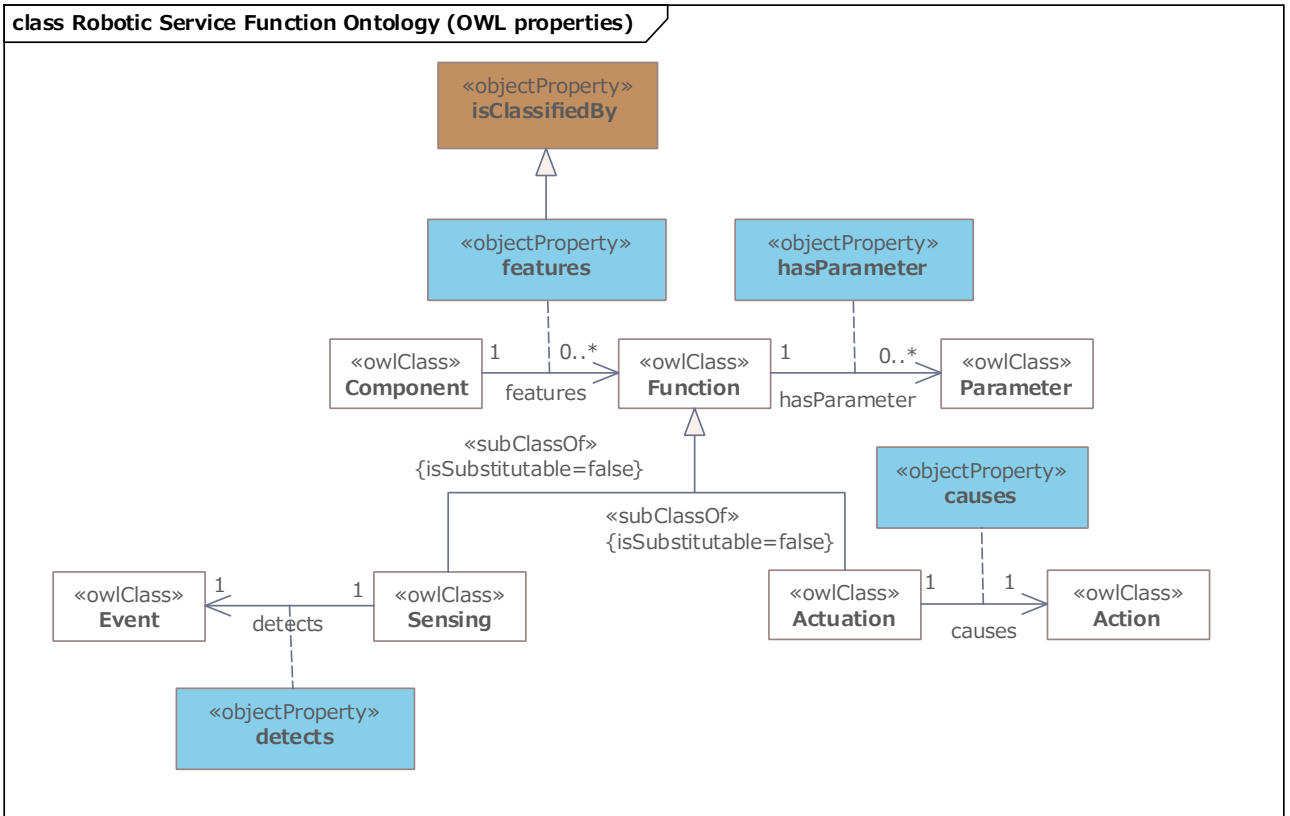 class Robotic Service Function Ontology (OWL properties)
«objectProperty»
isClassifiedBy
«objectProperty»
features
«objectProperty»
hasParameter
«owlClass»
Component
1
0..*
features
«owlClass»
Function
1
0..*
hasParameter
«owlClass»
Parameter
«subClassOf»
{isSubstitutable=false}
«subClassOf»
{isSubstitutable=false}
«objectProperty»
causes
«owlClass»
Event
1
1
detects
«owlClass»
Sensing
«owlClass»
Actuation
1
1
causes
«owlClass»
Action
«objectProperty»
detects